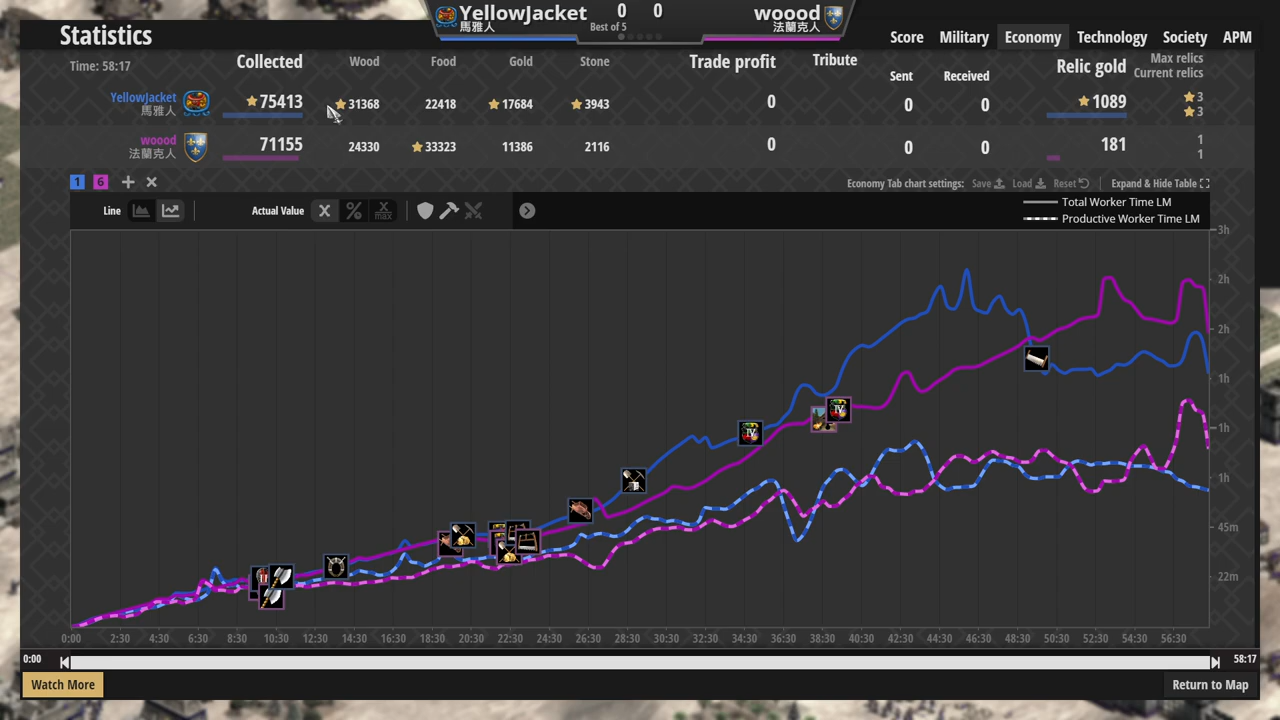 YellowJacket 0 0 woood
馬雅人 Best of 5 法蘭克人
Statistics
Score Military Economy Technology Society APM
Time: 58:17
Collected Wood Food Gold Stone Trade profit Tribute Sent Received Relic gold Max relics
Current relics
YellowJacket 75413 31368 22418 17684 3943 0 0 0 1089 3
馬雅人 3
woood 71155 24330 33323 11386 2116 0 0 0 181 1
法蘭克人 1
1 6 Economy Tab chart settings: Save Load Reset Expand & Hide Table
Line Actual Value X % X max
Total Worker Time LM
Productive Worker Time LM
3h
2h
2h
1h
1h
1h
45m
22m
IV
IV
0:00 2:30 4:30 6:30 8:30 10:30 12:30 14:30 16:30 18:30 20:30 22:30 24:30 26:30 28:30 30:30 32:30 34:30 36:30 38:30 40:30 42:30 44:30 46:30 48:30 50:30 52:30 54:30 56:30
0:00 58:17
Watch More Return to Map